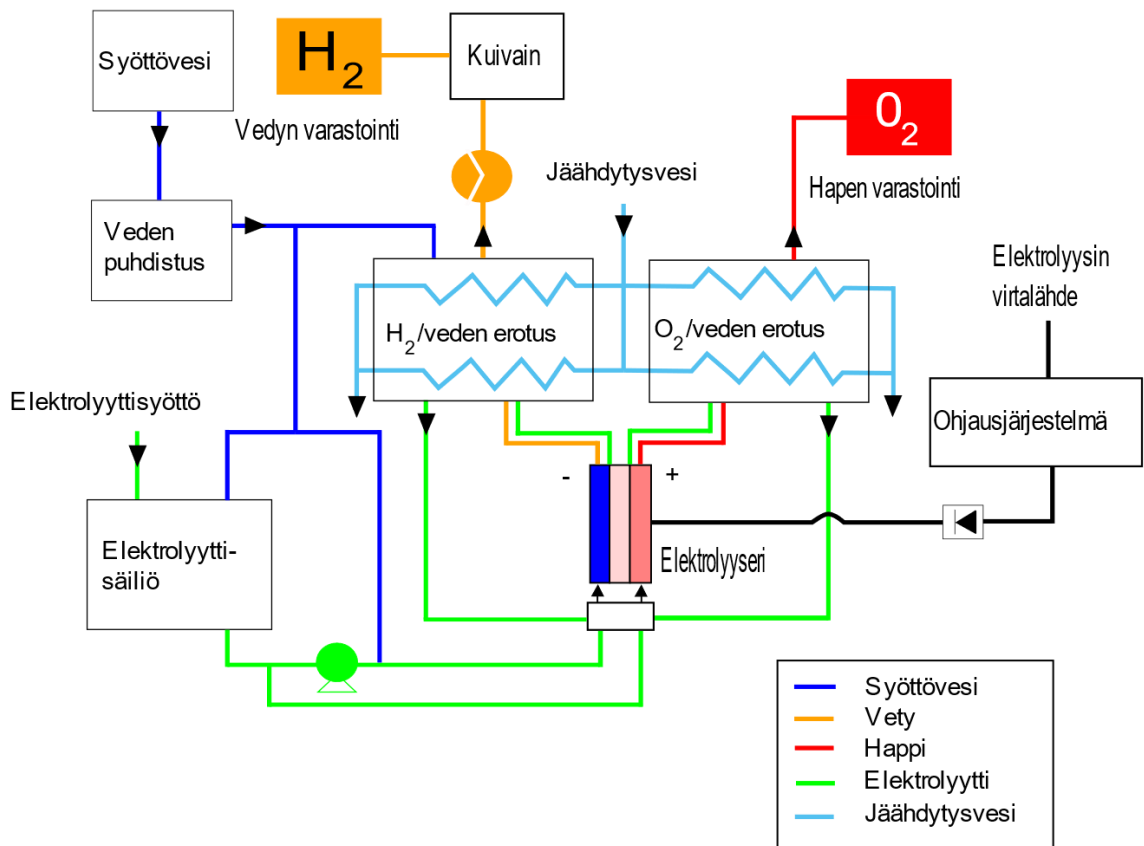 Syöttövesi
H2
Kuivain
O2
Vedyn varastointi
Jäähdytysvesi
Hapen varastointi
Veden
puhdistus
Elektrolyysin
virtalähde
H2/veden erotus
O2/veden erotus
Elektrolyyttisyöttö
Ohjausjärjestelmä
- +
Elektrolyytti-
säiliö
Elektrolyyseri
Syöttövesi
Vety
Happi
Elektrolyytti
Jäähdytysvesi